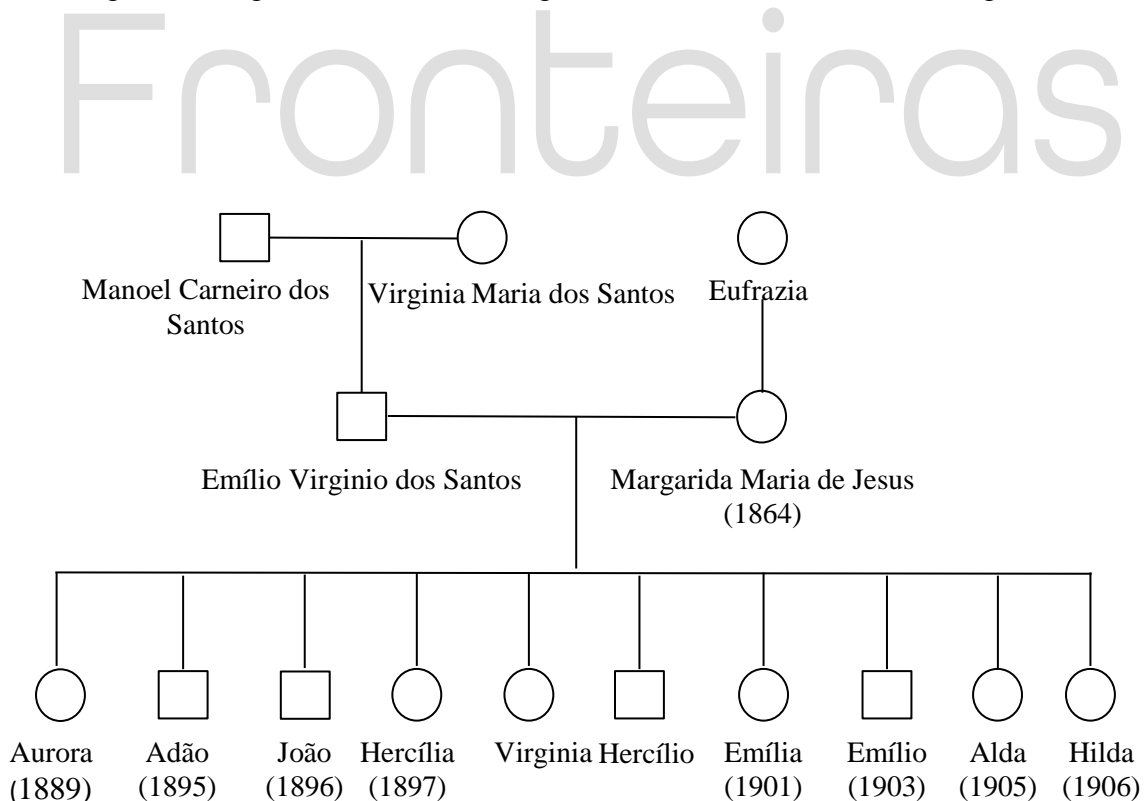 Fronteiras
Manoel Carneiro dos
Santos
Virginia Maria dos Santos
Eufrazia
Emílio Virginio dos Santos
Margarida Maria de Jesus
(1864)
Aurora
(1889)
Adão
(1895)
João
(1896)
Hercília
(1897)
Virginia
Hercílio
Emília
(1901)
Emílio
(1903)
Alda
(1905)
Hilda
(1906)